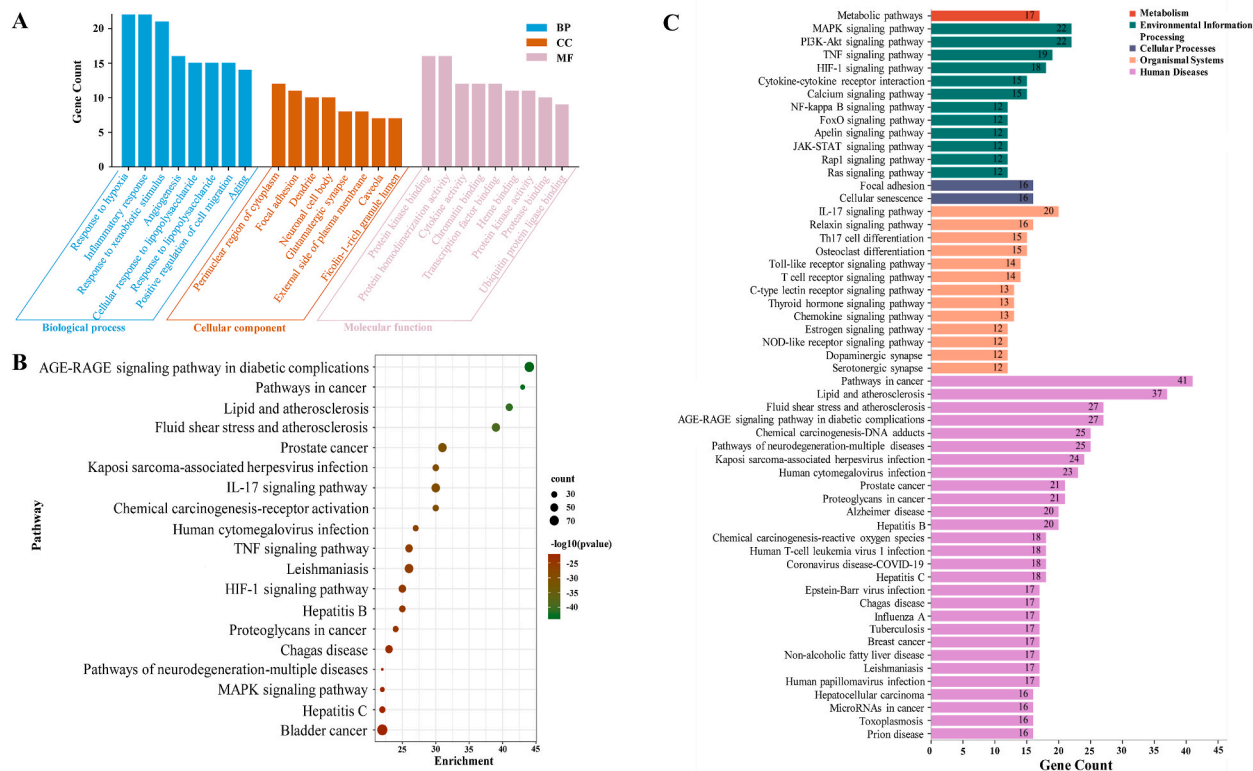 A
Gene Count
20
15
10
5
0
BP
CC
MF
Response to hypoxia
Inflammatory response
Response to xenobiotic stimulus
Angiogenesis
Cellular response to lipopolysaccharide
Response to lipopolysaccharide
Positive regulation of cell migration
Aging
Perinuclear region of cytoplasm
Focal adhesion
Dendrite
Neuronal cell body
Glutamatergic synapse
External side of plasma membrane
Caveola
Ficolin-1-rich granule lumen
Protein kinase binding
Protein homodimerization activity
Cytokine activity
Chromatin binding
Transcription factor binding
Heme binding
Protein kinase activity
Protease binding
Ubiquitin protein ligase binding
Biological process
Cellular component
Molecular function
B
Pathway
AGE-RAGE signaling pathway in diabetic complications
Pathways in cancer
Lipid and atherosclerosis
Fluid shear stress and atherosclerosis
Prostate cancer
Kaposi sarcoma-associated herpesvirus infection
IL-17 signaling pathway
Chemical carcinogenesis-receptor activation
Human cytomegalovirus infection
TNF signaling pathway
Leishmaniasis
HIF-1 signaling pathway
Hepatitis B
Proteoglycans in cancer
Chagas disease
Pathways of neurodegeneration-multiple diseases
MAPK signaling pathway
Hepatitis C
Bladder cancer
25 30 35 40 45
Enrichment
count
30
50
70
-log10(pvalue)
-25
-30
-35
-40
C
Metabolic pathways 17
MAPK signaling pathway 22
PI3K-Akt signaling pathway 22
TNF signaling pathway 19
HIF-1 signaling pathway 18
Cytokine-cytokine receptor interaction 15
Calcium signaling pathway 15
NF-kappa B signaling pathway 12
FoxO signaling pathway 12
Apelin signaling pathway 12
JAK-STAT signaling pathway 12
Rap1 signaling pathway 12
Ras signaling pathway 12
Focal adhesion 16
Cellular senescence 16
IL-17 signaling pathway 20
Relaxin signaling pathway 16
Th17 cell differentiation 15
Osteoclast differentiation 15
Toll-like receptor signaling pathway 14
T cell receptor signaling pathway 14
C-type lectin receptor signaling pathway 13
Thyroid hormone signaling pathway 13
Chemokine signaling pathway 13
Estrogen signaling pathway 12
NOD-like receptor signaling pathway 12
Dopaminergic synapse 12
Serotonergic synapse 12
Pathways in cancer 41
Lipid and atherosclerosis 37
Fluid shear stress and atherosclerosis 27
AGE-RAGE signaling pathway in diabetic complications 27
Chemical carcinogenesis-DNA adducts 25
Pathways of neurodegeneration-multiple diseases 25
Kaposi sarcoma-associated herpesvirus infection 24
Human cytomegalovirus infection 23
Prostate cancer 21
Proteoglycans in cancer 21
Alzheimer disease 20
Hepatitis B 20
Chemical carcinogenesis-reactive oxygen species 18
Human T-cell leukemia virus 1 infection 18
Coronavirus disease-COVID-19 18
Hepatitis C 18
Epstein-Barr virus infection 17
Chagas disease 17
Influenza A 17
Tuberculosis 17
Breast cancer 17
Non-alcoholic fatty liver disease 17
Leishmaniasis 17
Human papillomavirus infection 17
Hepatocellular carcinoma 16
MicroRNAs in cancer 16
Toxoplasmosis 16
Prion disease 16
0 5 10 15 20 25 30 35 40 45
Gene Count
Metabolism
Environmental Information
Processing
Cellular Processes
Organismal Systems
Human Diseases